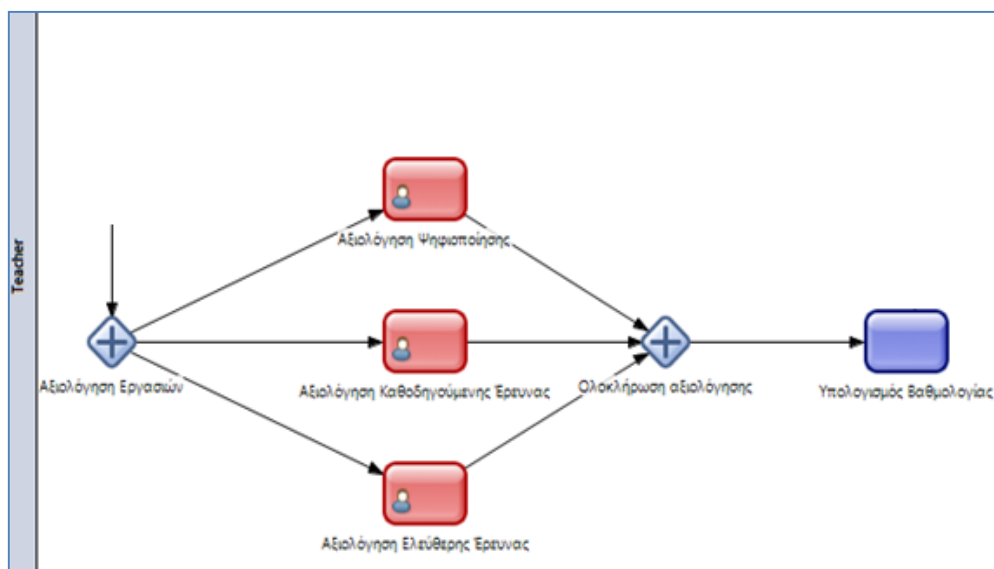 Teacher
Αξιολόγηση Ψηφιοποίησης
Αξιολόγηση Εργασιών
Αξιολόγηση Καθοδηγούμενης Έρευνας
Ολοκλήρωση αξιολόγησης
Υπολογισμός Βαθμολογίας
Αξιολόγηση Ελεύθερης Έρευνας